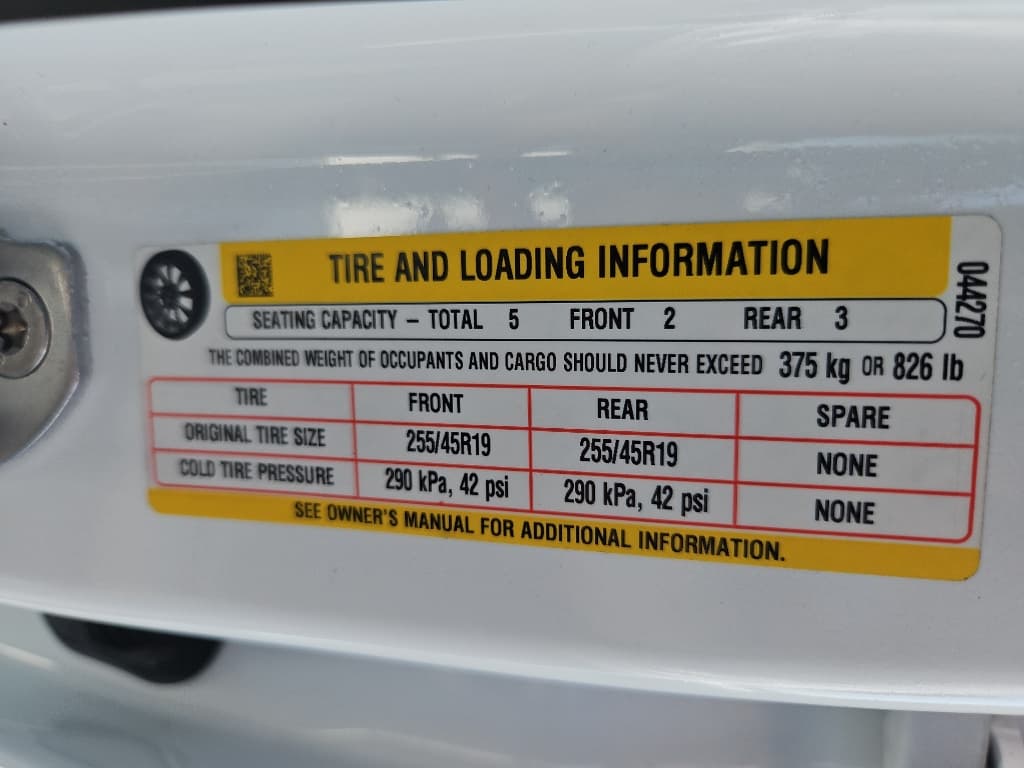 TIRE AND LOADING INFORMATION
044270
SEATING CAPACITY – TOTAL 5 FRONT 2 REAR 3
THE COMBINED WEIGHT OF OCCUPANTS AND CARGO SHOULD NEVER EXCEED 375 kg OR 826 lb
TIRE FRONT REAR SPARE
ORIGINAL TIRE SIZE 255/45R19 255/45R19 NONE
COLD TIRE PRESSURE 290 kPa, 42 psi 290 kPa, 42 psi NONE
SEE OWNER'S MANUAL FOR ADDITIONAL INFORMATION.